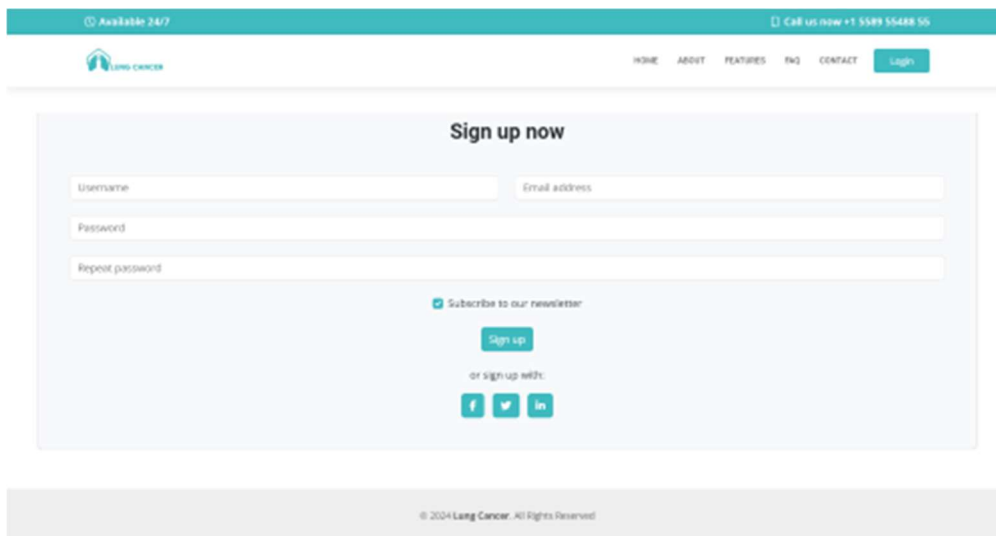 Available 24/7
Call us now +1 5589 55488 55
LUNG CANCER
HOME ABOUT FEATURES FAQ CONTACT Login
Sign up now
Username Email address
Password
Repeat password
Subscribe to our newsletter
Sign up
or sign up with:
© 2024 Lung Cancer. All Rights Reserved